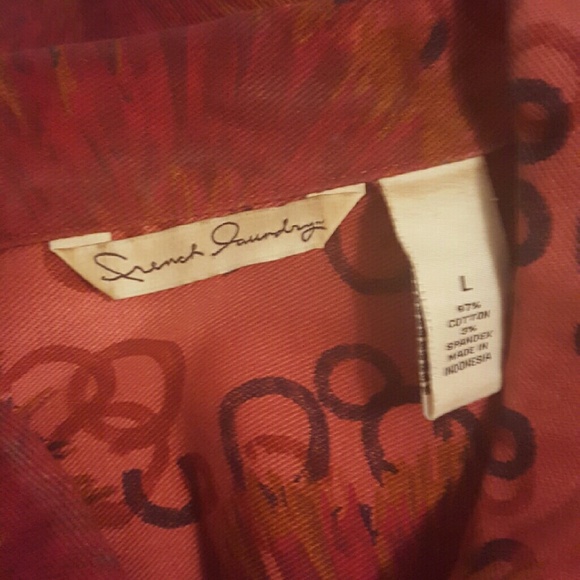 French Laundry
L
97%
COTTON
3%
SPANDEX
MADE IN
INDONESIA